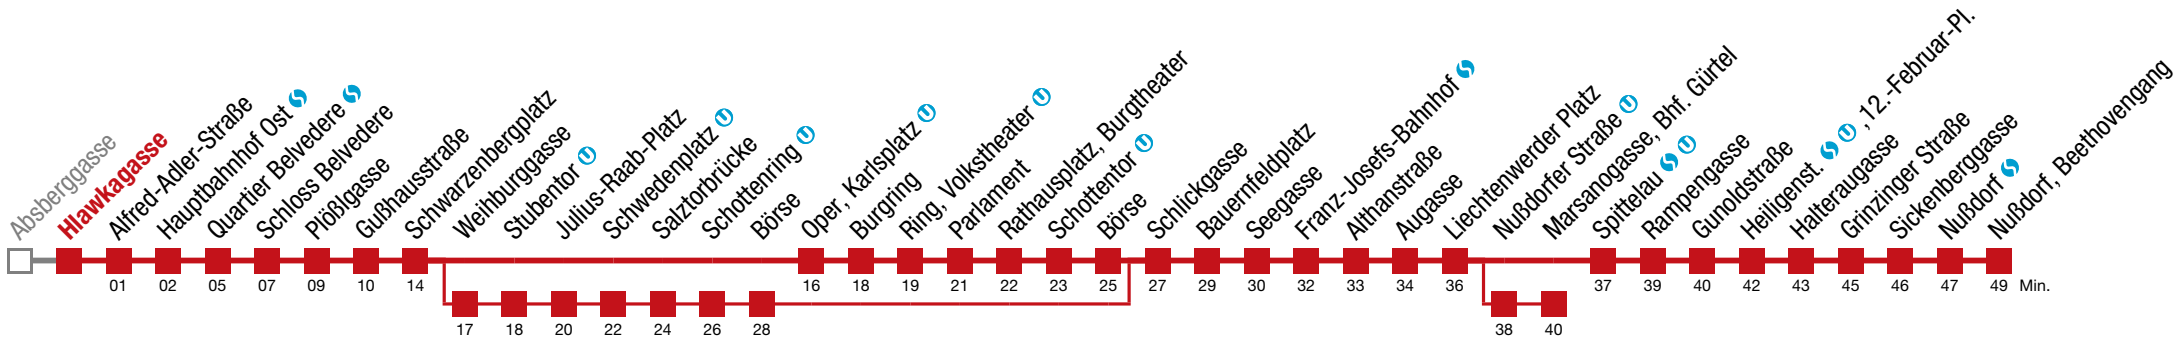 Absberggasse
Hlawkagasse
Alfred-Adler-Straße
Hauptbahnhof Ost
Quartier Belvedere
Schloss Belvedere
Plößlgasse
Gußhausstraße
Schwarzenbergplatz
Weihburggasse
Stubentor
Julius-Raab-Platz
Schwedenplatz
Salztorbrücke
Schottenring
Börse
Oper, Karlsplatz
Burgring
Ring, Volkstheater
Parlament
Rathausplatz, Burgtheater
Schottentor
Börse
Schlickgasse
Bauernfeldplatz
Seegasse
Franz-Josefs-Bahnhof
Althanstraße
Augasse
Liechtenwerder Platz
Nußdorfer Straße
Marsanogasse, Bhf. Gürtel
Spittelau
Rampengasse
Gunoldstraße
Heiligenst. , 12.-Februar-Pl.
Halteraugasse
Grinzinger Straße
Sickenberggasse
Nußdorf
Nußdorf, Beethovengang
01 02 05 07 09 10 14 16 18 19 21 22 23 25 27 29 30 32 33 34 36 37 39 40 42 43 45 46 47 49 Min.
17 18 20 22 24 26 28 38 40